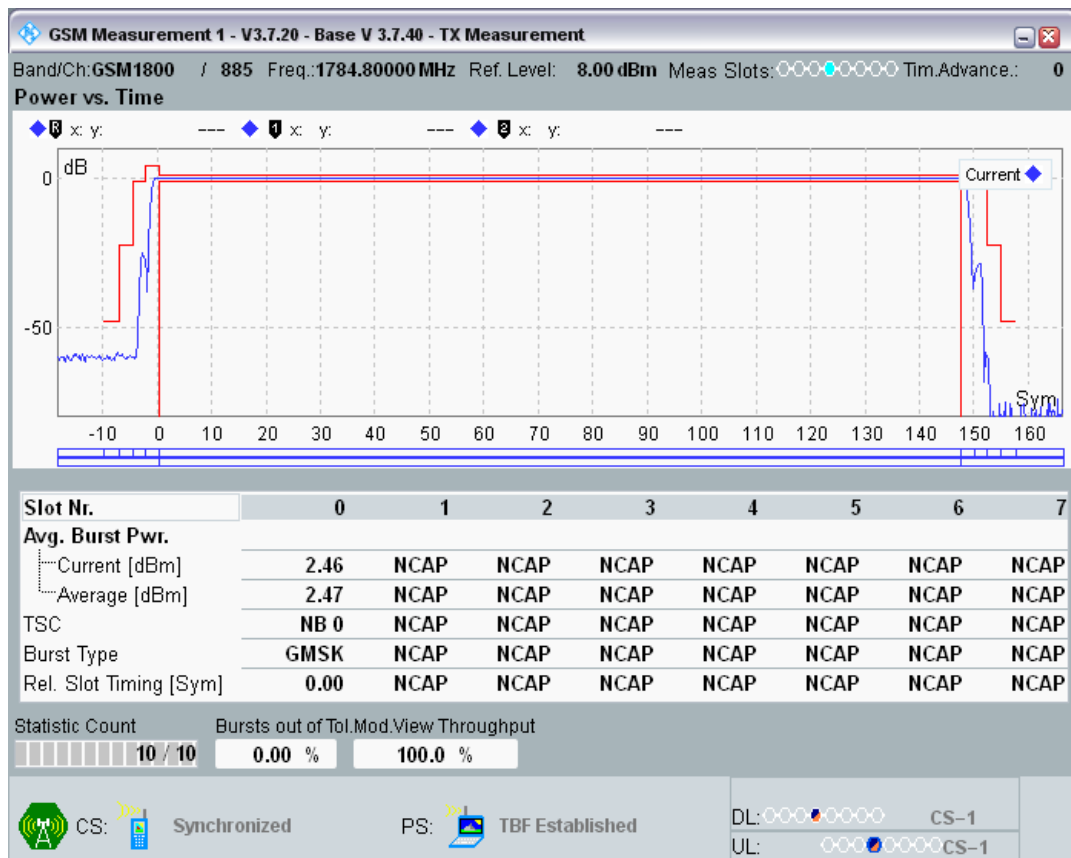 GSM Measurement 1 - V3.7.20 - Base V 3.7.40 - TX Measurement
Band/Ch:GSM1800 / 885 Freq.:1784.80000 MHz Ref. Level: 8.00 dBm Meas Slots: Tim.Advance.: 0
Power vs. Time
R x: y: --- 1 x: y: --- 2 x: y: ---
dB
Current
0
-50
Sym
-10 0 10 20 30 40 50 60 70 80 90 100 110 120 130 140 150 160
Slot Nr. 0 1 2 3 4 5 6 7
Avg. Burst Pwr.
Current [dBm] 2.46 NCAP NCAP NCAP NCAP NCAP NCAP NCAP
Average [dBm] 2.47 NCAP NCAP NCAP NCAP NCAP NCAP NCAP
TSC NB 0 NCAP NCAP NCAP NCAP NCAP NCAP NCAP
Burst Type GMSK NCAP NCAP NCAP NCAP NCAP NCAP NCAP
Rel. Slot Timing [Sym] 0.00 NCAP NCAP NCAP NCAP NCAP NCAP NCAP
Statistic Count Bursts out of Tol.Mod.View Throughput
10 / 10 0.00 % 100.0 %
CS: Synchronized PS: TBF Established
DL: CS-1
UL: CS-1